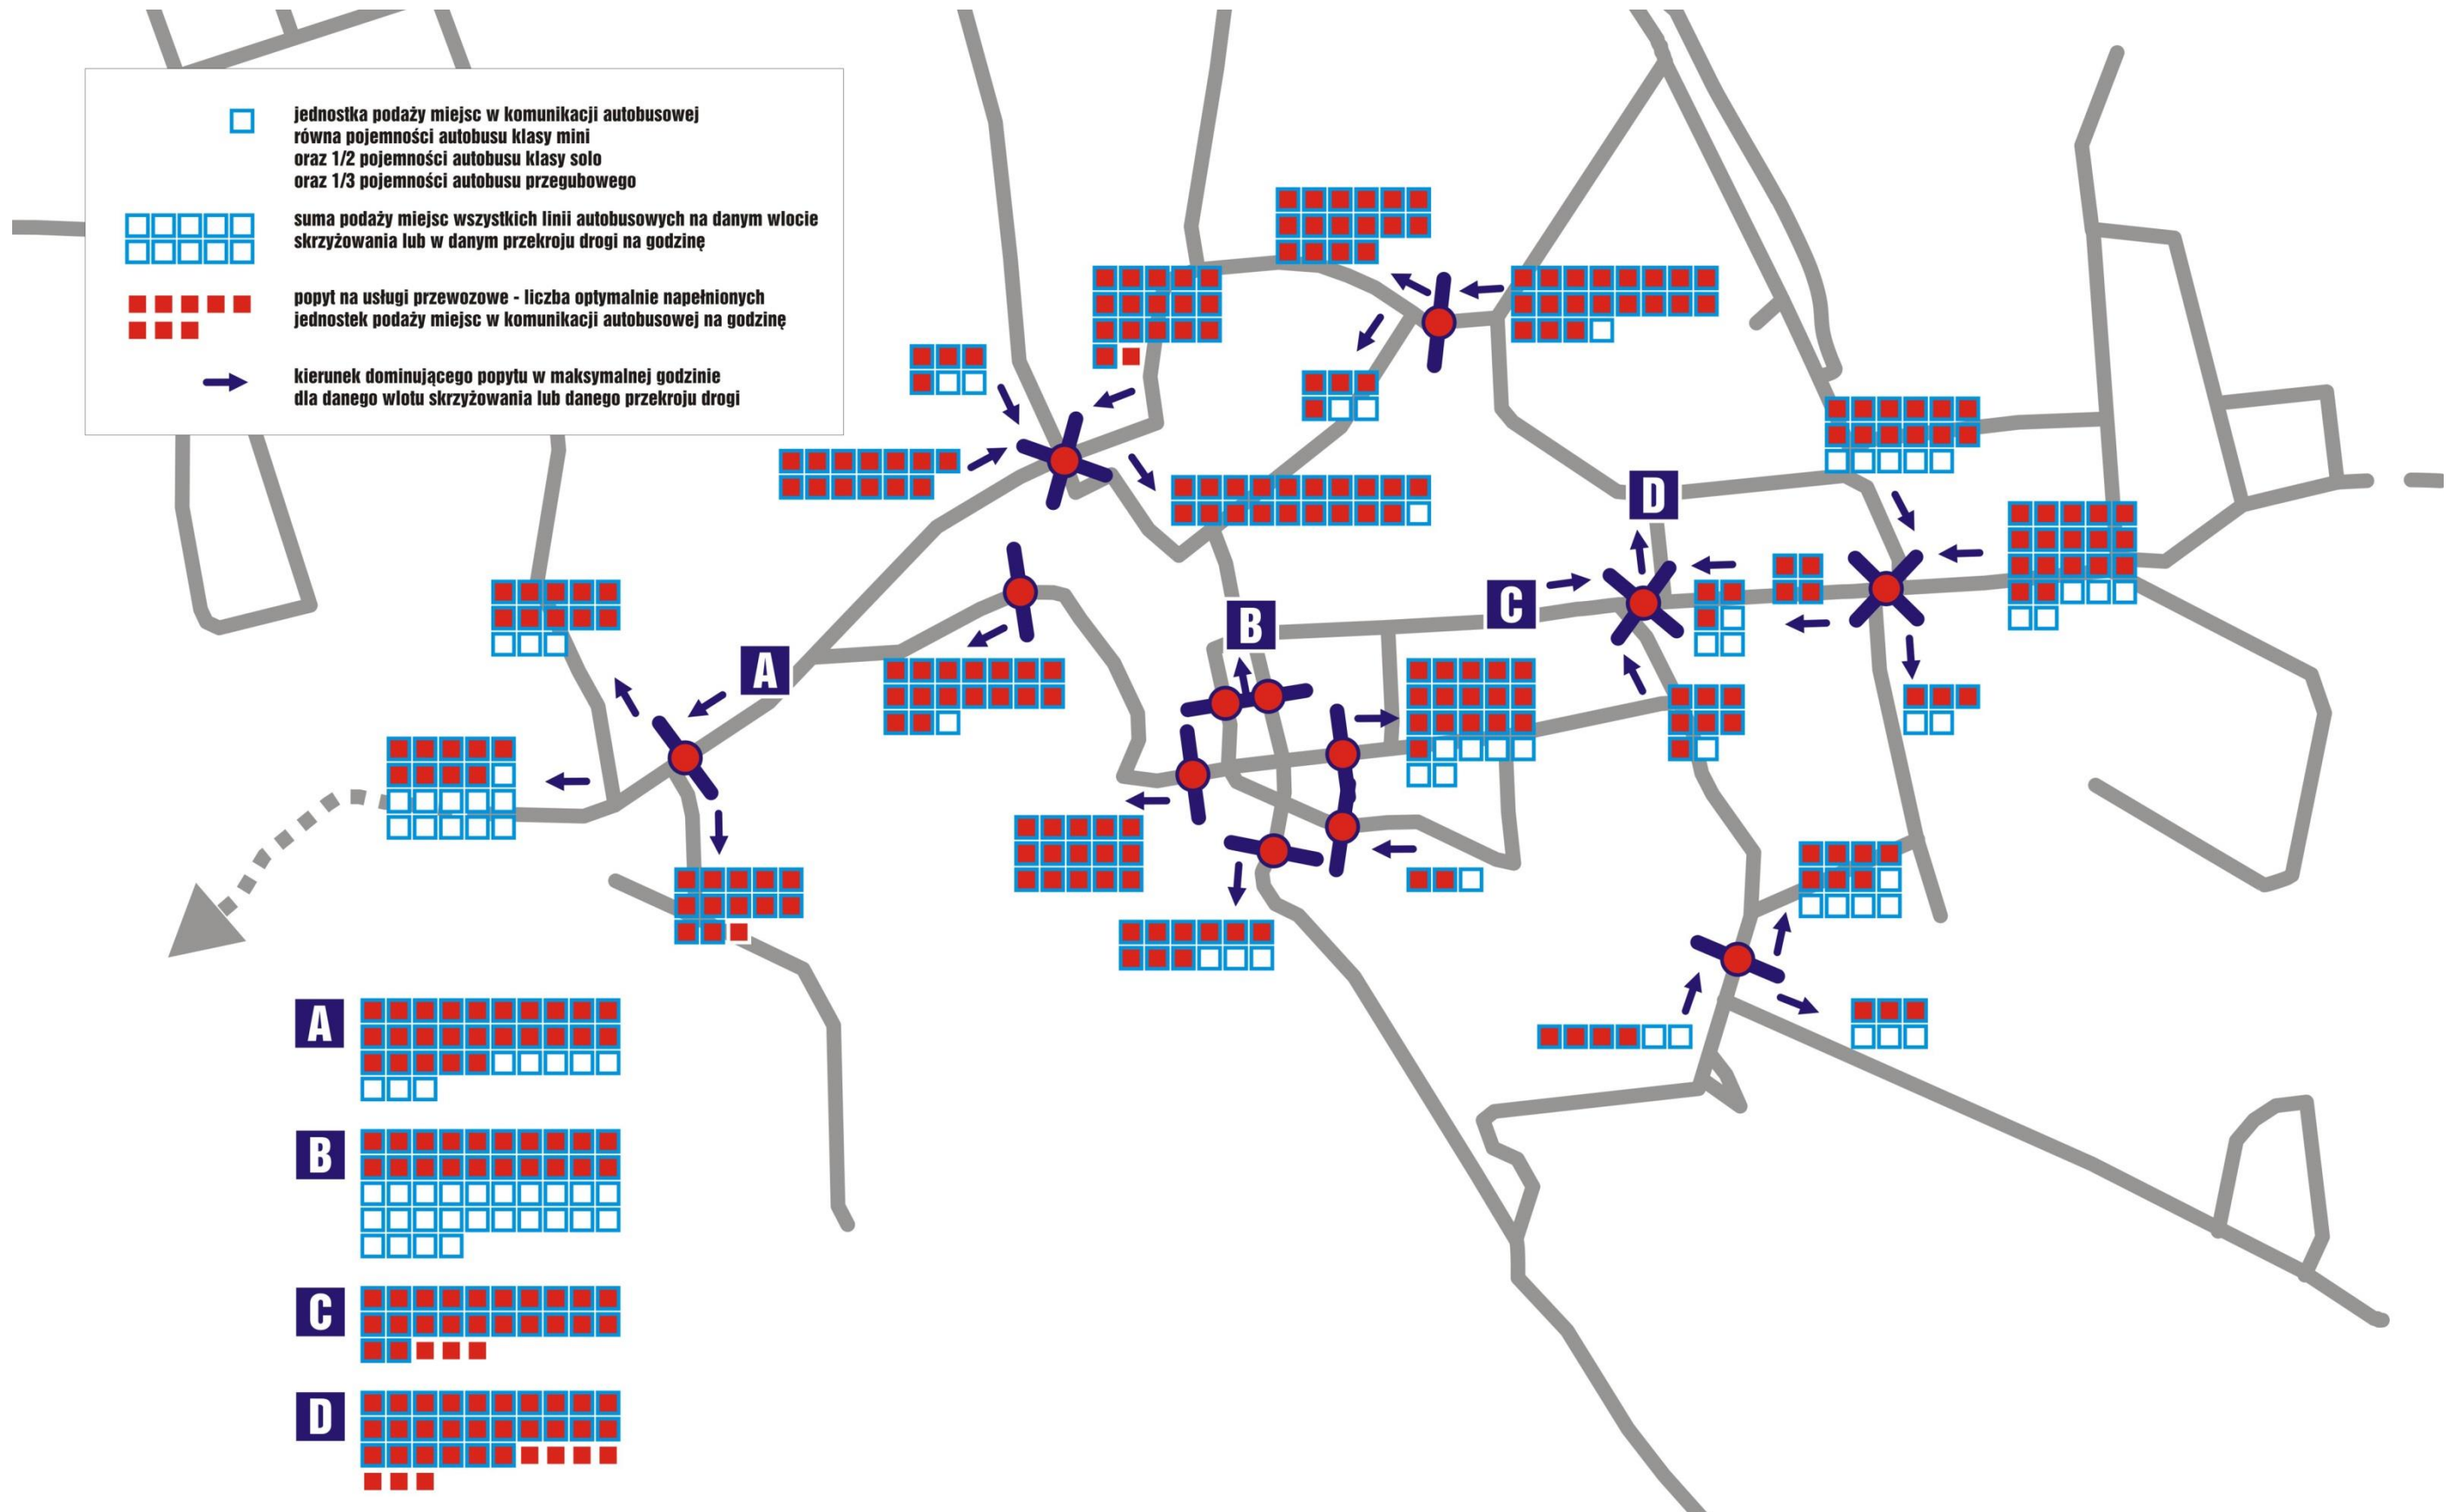 jednostka podaży miejsc w komunikacji autobusowej
równa pojemności autobusu klasy mini
oraz 1/2 pojemności autobusu klasy solo
oraz 1/3 pojemności autobusu przegubowego
suma podaży miejsc wszystkich linii autobusowych na danym wlocie
skrzyżowania lub w danym przekroju drogi na godzinę
popyt na usługi przewozowe - liczba optymalnie napełnionych
jednostek podaży miejsc w komunikacji autobusowej na godzinę
kierunek dominującego popytu w maksymalnej godzinie
dla danego wlotu skrzyżowania lub danego przekroju drogi
D
C
B
A
A
B
C
D